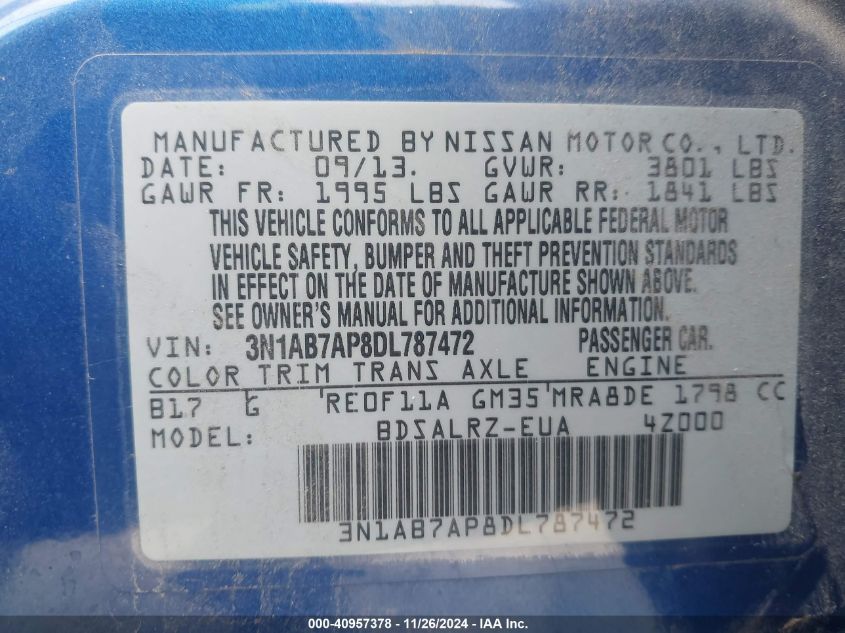 MANUFACTURED BY NISSAN MOTOR CO., LTD.
DATE: 09/13. GVWR: 3801 LBS
GAWR FR: 1995 LBS GAWR RR: 1841 LBS
THIS VEHICLE CONFORMS TO ALL APPLICABLE FEDERAL MOTOR
VEHICLE SAFETY, BUMPER AND THEFT PREVENTION STANDARDS
IN EFFECT ON THE DATE OF MANUFACTURE SHOWN ABOVE.
SEE OWNER'S MANUAL FOR ADDITIONAL INFORMATION.
VIN: 3N1AB7AP8DL787472 PASSENGER CAR.
COLOR TRIM TRANS AXLE ENGINE
B17 G RE0F11A GM35 MRA8DE 1798 CC
MODEL: BDSALRZ-EUA 4Z000
3N1AB7AP8DL787472
000-40957378 - 11/26/2024 - IAA Inc.